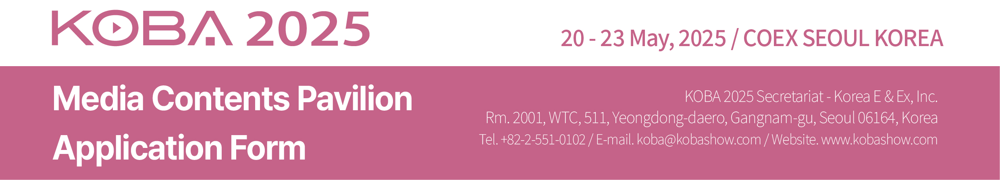 KOBA 2025
20 - 23 May, 2025 / COEX SEOUL KOREA
Media Contents Pavilion
Application Form
KOBA 2025 Secretariat - Korea E & Ex, Inc.
Rm. 2001, WTC, 511, Yeongdong-daero, Gangnam-gu, Seoul 06164, Korea
Tel. +82-2-551-0102 / E-mail. koba@kobashow.com / Website. www.kobashow.com